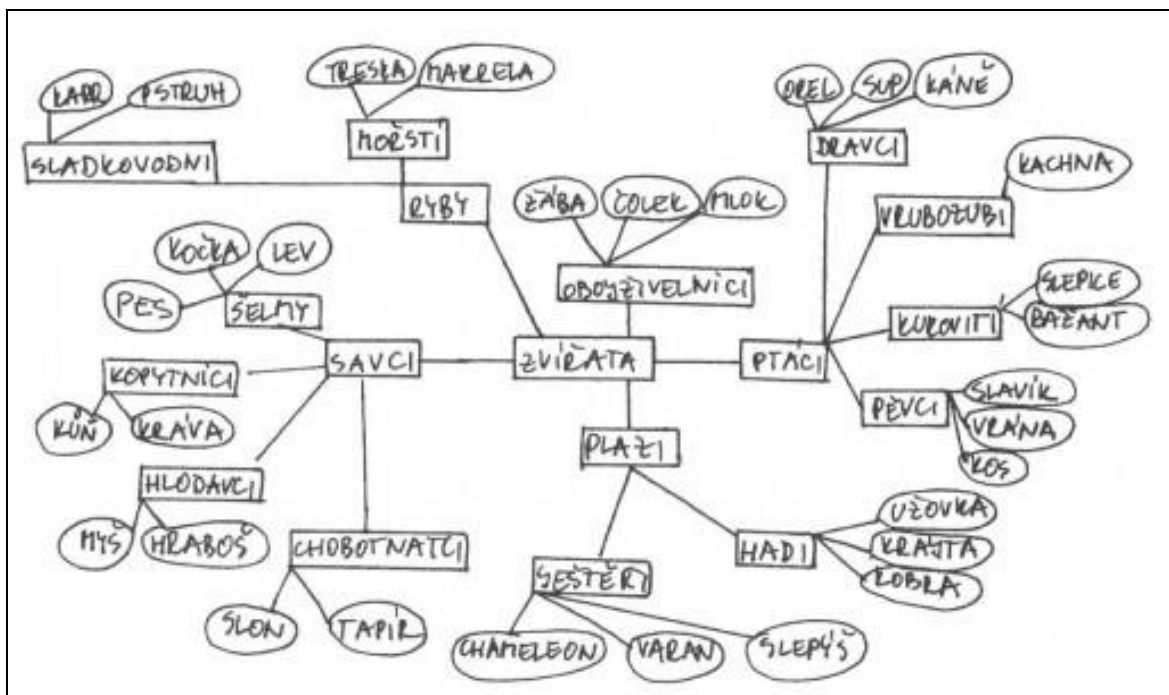 TRESKA
MAKRELA
OREL
SUP
KÁNĚ
KAPR
PSTRUH
MOŘSTÍ
DRAVCI
SLADKOVODNÍ
KACHNA
RYBY
ŽÁBA
ČOLEK
MLOK
VRUBOZUBÍ
KOČKA
LEV
OBOJŽIVELNÍCI
SLEPICE
PES
ŠELMY
KUROVITÍ
BAŽANT
SAVCI
ZVÍŘATA
PTÁCI
KOPYTNÍCI
SLAVÍK
PĚVCI
KŮŇ
KRÁVA
VRÁNA
PLAZI
KOS
HLODAVCI
UŽOVKA
MYŠ
HRABOŠ
CHOBOTNATCI
HADI
KRAJTA
JEŠTĚŘI
KOBRA
SLON
TAPÍR
CHAMELEON
VARAN
SLEPÝŠ